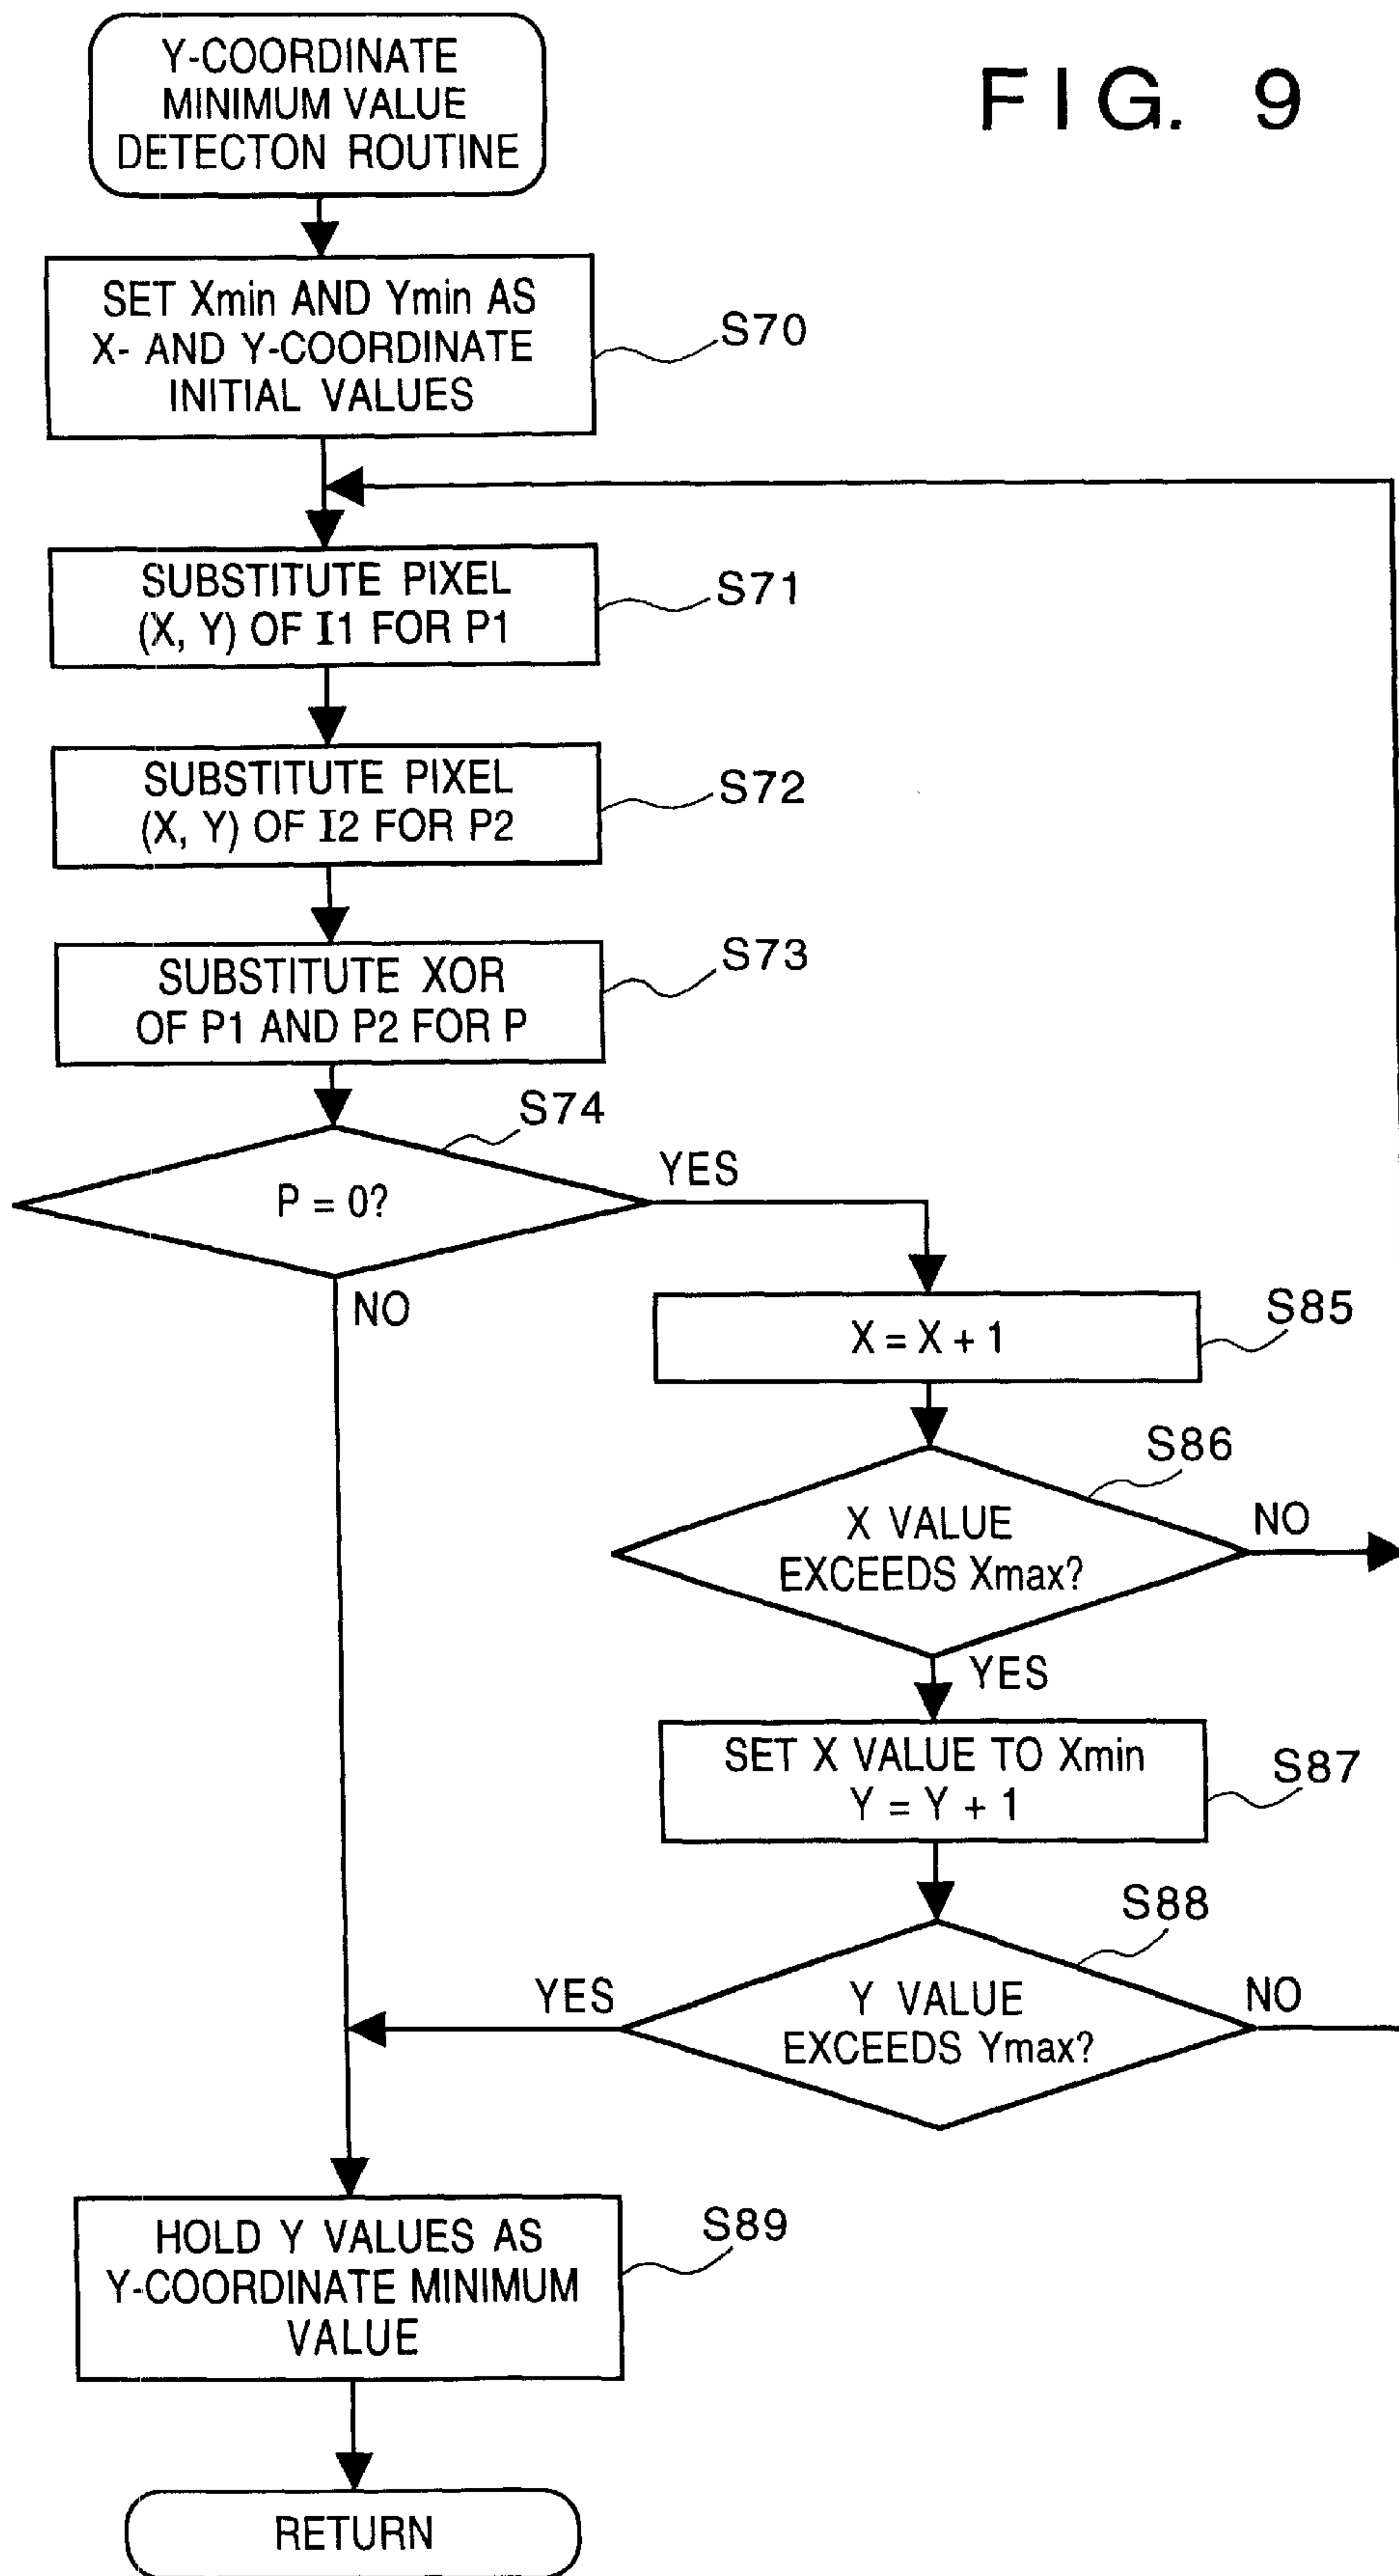 FIG. 9
Y-COORDINATE
MINIMUM VALUE
DETECTON ROUTINE
SET Xmin AND Ymin AS
X- AND Y-COORDINATE
INITIAL VALUES
S70
SUBSTITUTE PIXEL
(X, Y) OF I1 FOR P1
S71
SUBSTITUTE PIXEL
(X, Y) OF I2 FOR P2
S72
SUBSTITUTE XOR
OF P1 AND P2 FOR P
S73
S74
P = 0?
YES
NO
X = X + 1
S85
S86
X VALUE
EXCEEDS Xmax?
NO
YES
SET X VALUE TO Xmin
Y = Y + 1
S87
S88
Y VALUE
EXCEEDS Ymax?
YES
NO
HOLD Y VALUES AS
Y-COORDINATE MINIMUM
VALUE
S89
RETURN